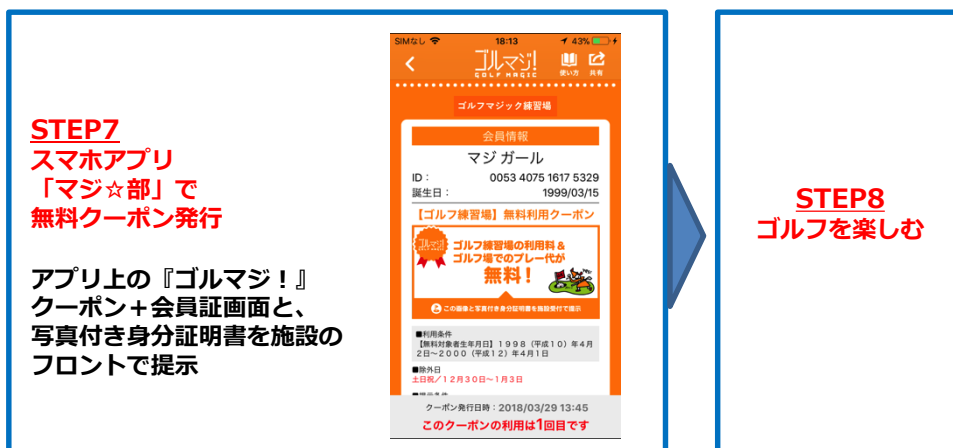 STEP7
スマホアプリ
「マジ☆部」で
無料クーポン発行
アプリ上の『ゴルマジ！』
クーポン＋会員証画面と、
写真付き身分証明書を施設の
フロントで提示
SIMなし 18:13 43%
ゴルマジ!
GOLF MAGIC
使い方 共有
ゴルフマジック練習場
会員情報
マジ ガール
ID： 0053 4075 1617 5329
誕生日： 1999/03/15
【ゴルフ練習場】無料利用クーポン
ゴルマジ!
ゴルフ練習場の利用料＆
ゴルフ場でのプレー代が
無料！
この画像と写真付き身分証明書を施設受付で提示
■利用条件
【無料対象者生年月日】１９９８（平成１０）年４月
２日～２０００（平成１２）年４月１日
■除外日
土日祝／１２月３０日～１月３日
クーポン発行日時：2018/03/29 13:45
このクーポンの利用は1回目です
STEP8
ゴルフを楽しむ